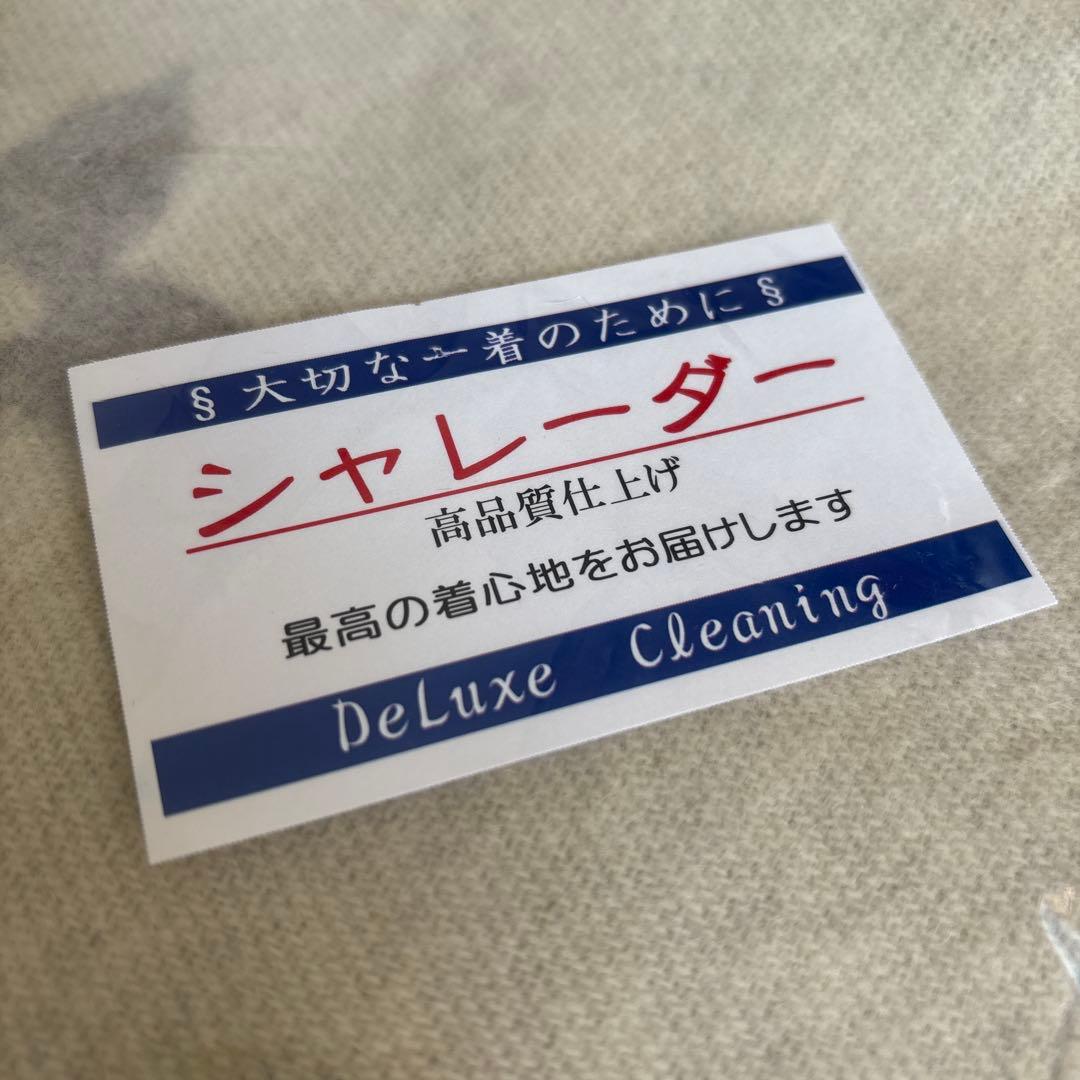 §大切な一着のために§
シャレーダー
高品質仕上げ
最高の着心地をお届けします
DeLuxe Cleaning